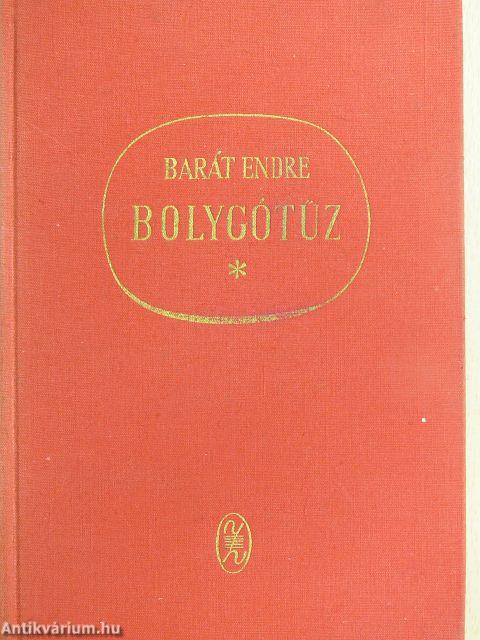 BARÁT ENDRE
BOLYGÓTŰZ
*
Antikvárium.hu